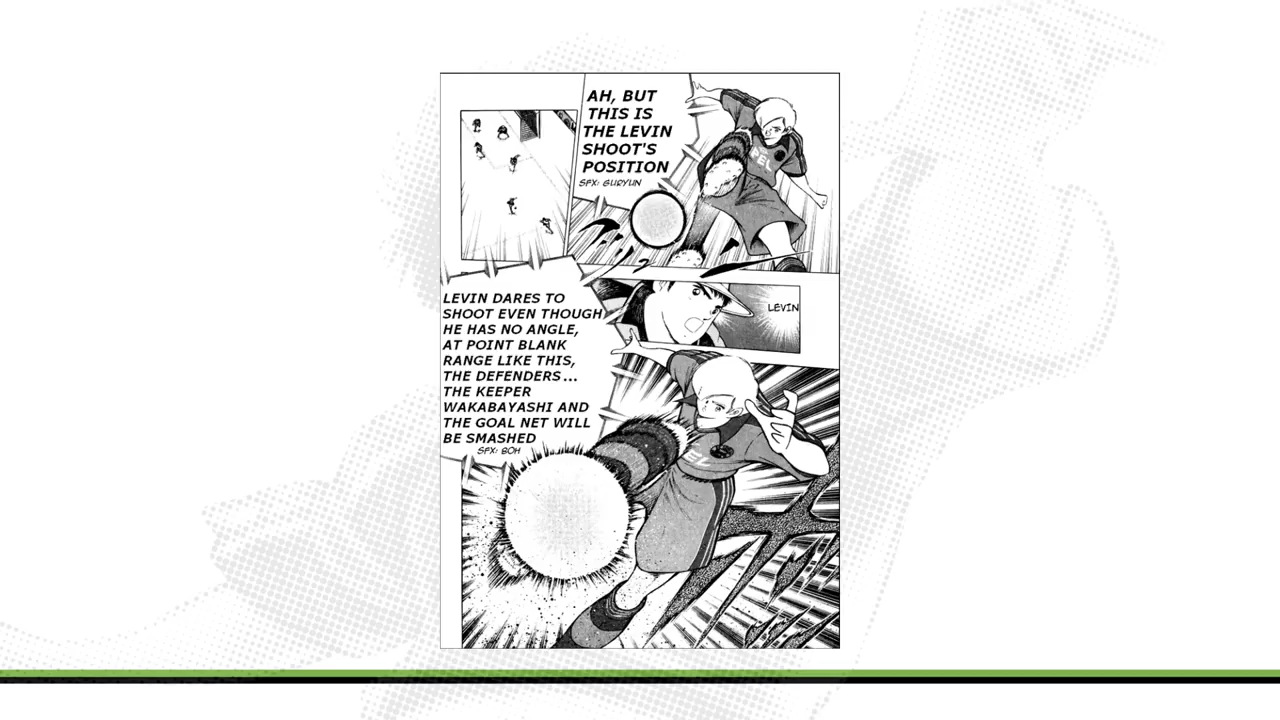 AH, BUT
THIS IS
THE LEVIN
SHOOT'S
POSITION
SFX: GURYUN
LEVIN
LEVIN DARES TO
SHOOT EVEN THOUGH
HE HAS NO ANGLE,
AT POINT BLANK
RANGE LIKE THIS,
THE DEFENDERS...
THE KEEPER
WAKABAYASHI AND
THE GOAL NET WILL
BE SMASHED
SFX: BOH